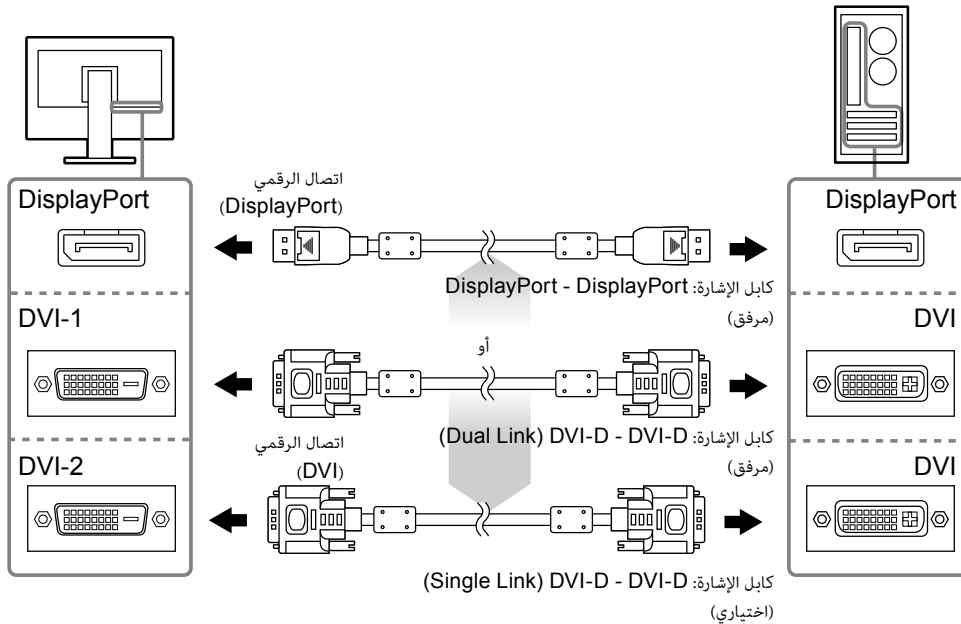 DisplayPort
DVI-1
DVI-2
اتصال الرقمي
(DisplayPort)
كابل الإشارة: DisplayPort - DisplayPort
(مرفق)
أو
كابل الإشارة: DVI-D - DVI-D (Dual Link)
(مرفق)
اتصال الرقمي
(DVI)
كابل الإشارة: DVI-D - DVI-D (Single Link)
(اختياري)
DisplayPort
DVI
DVI